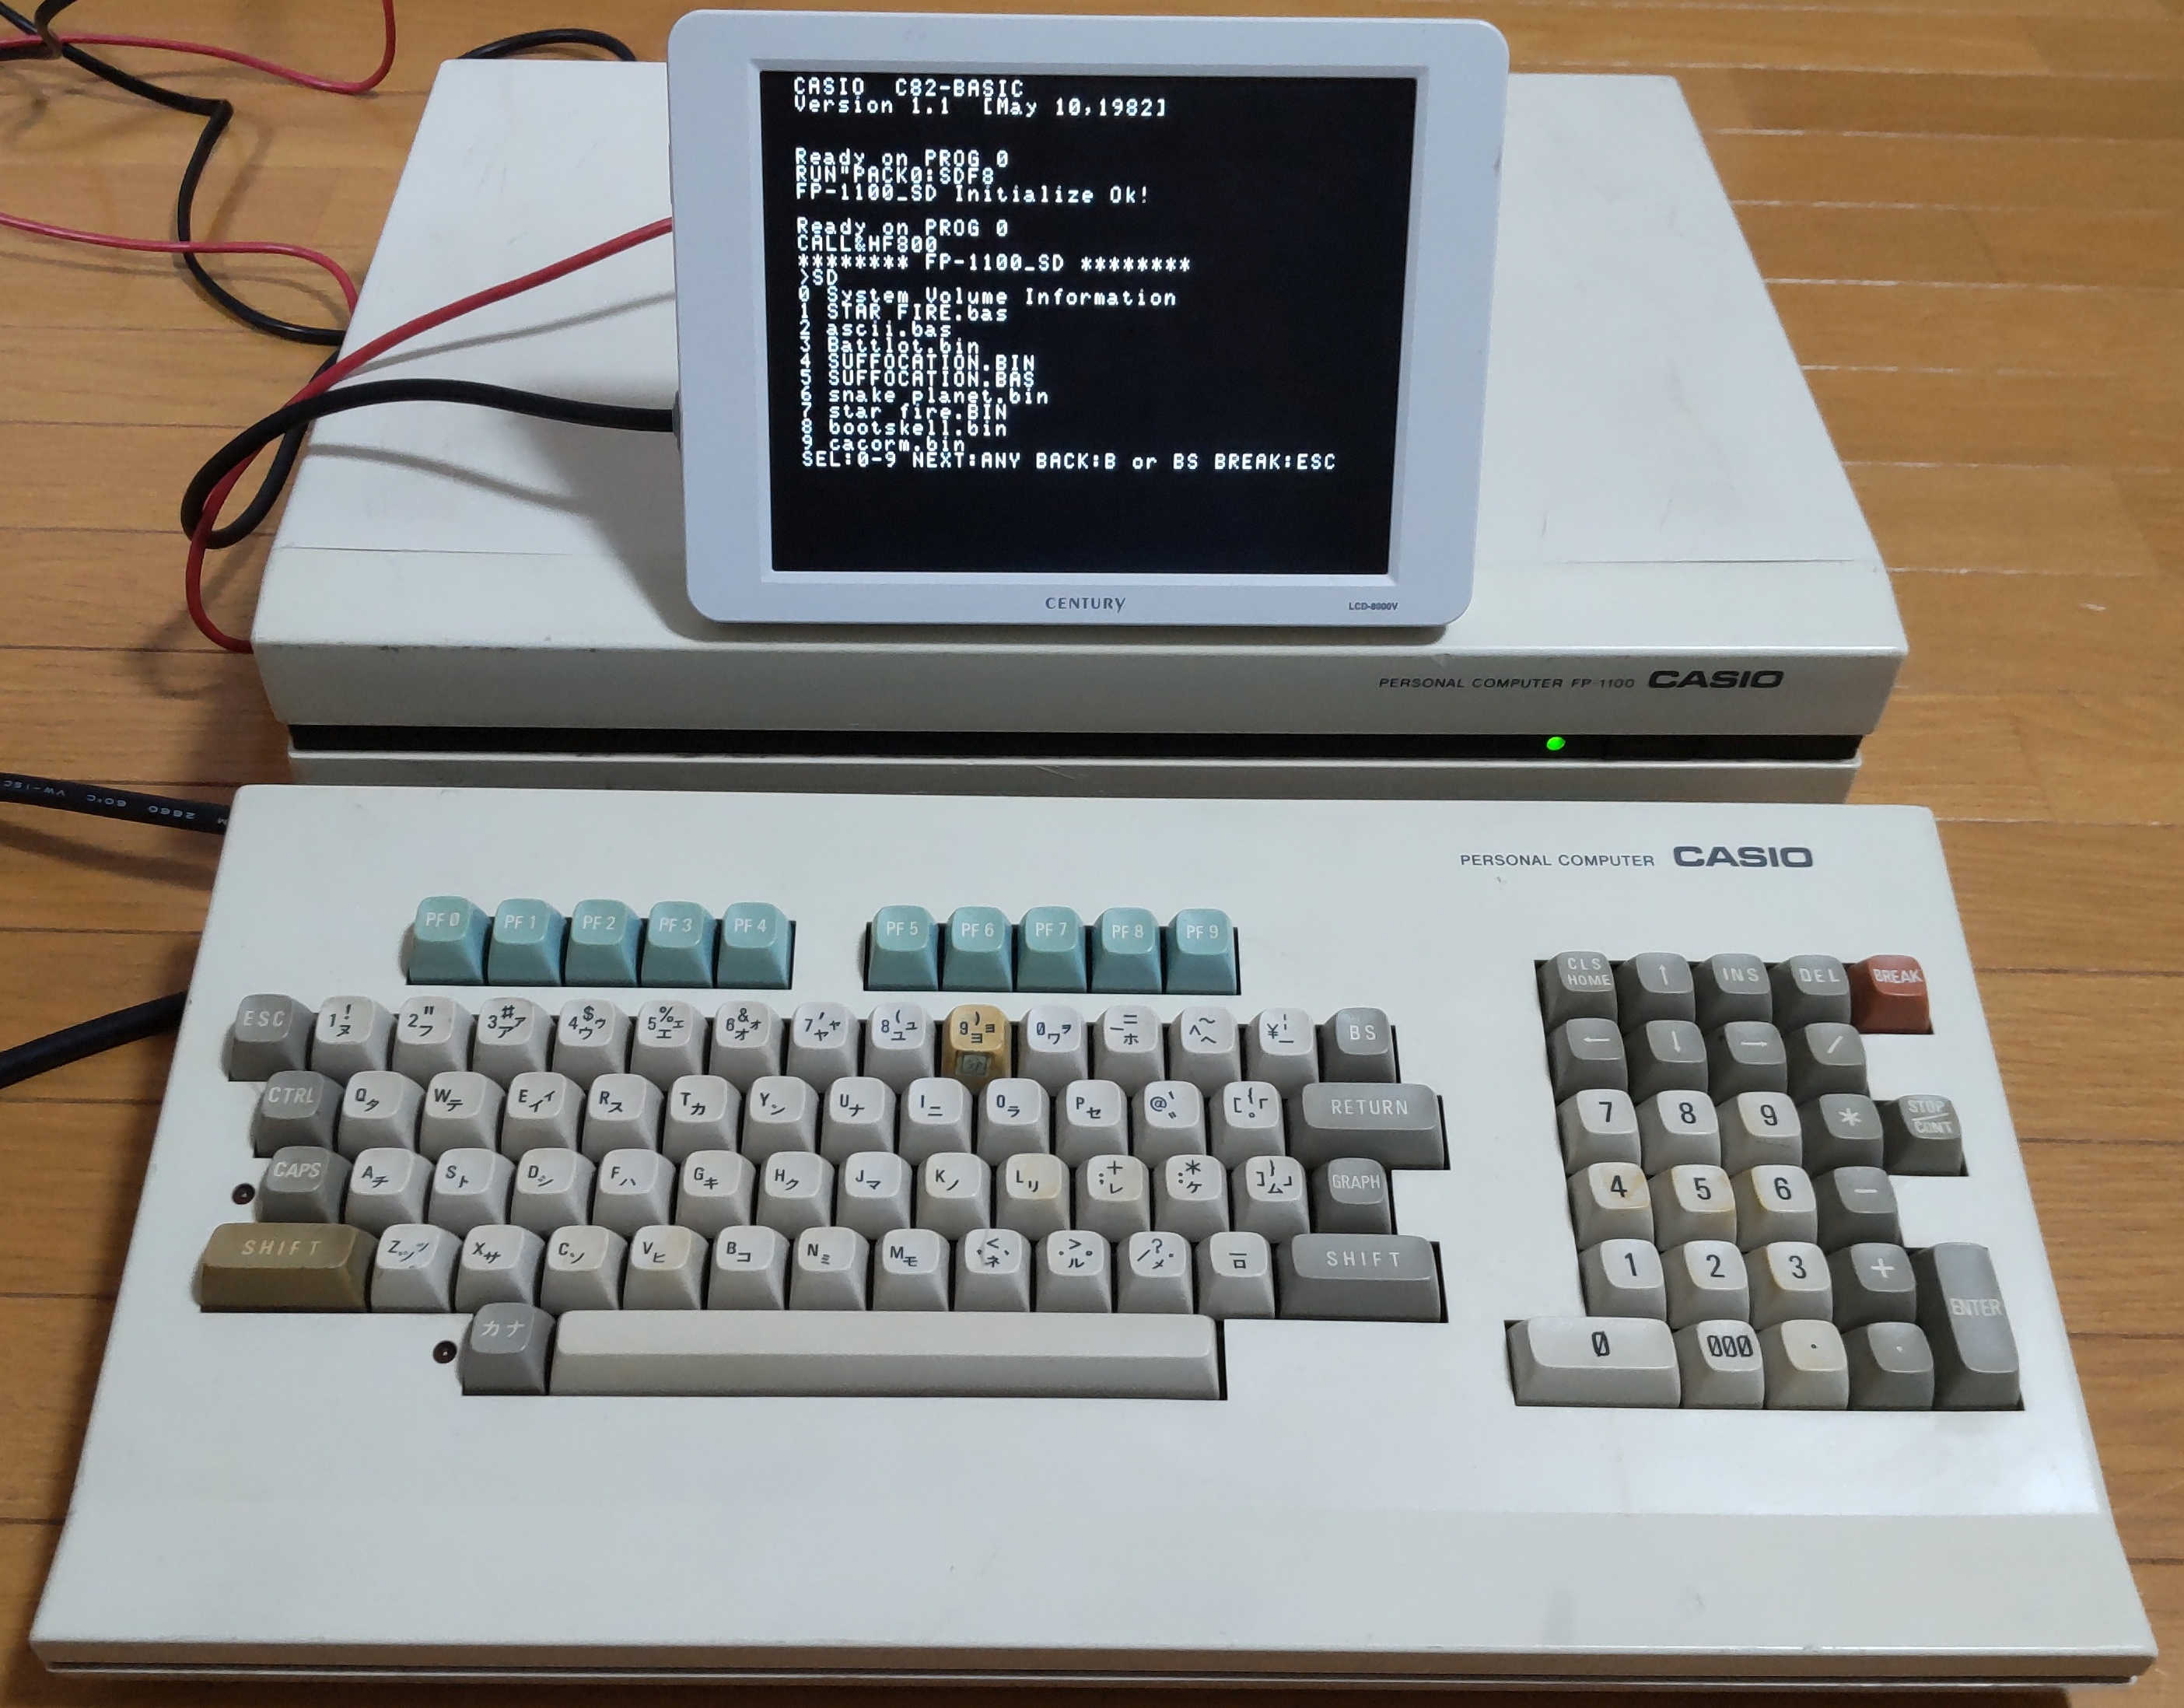 CASIO  C82-BASIC
Version 1.1  [May 10,1982]
Ready on PROG 0
RUN"PACK0:SDF8
FP-1100_SD Initialize Ok!
Ready on PROG 0
CALL&HF800
******** FP-1100_SD ********
>SD
0 System Volume Information
1 STAR FIRE.bas
2 ascii.bas
3 Battlot.bin
4 SUFFOCATION.BIN
5 SUFFOCATION.BAS
6 snake planet.bin
7 star fire.BIN
8 bootskell.bin
9 cacorm.bin
SEL:0-9 NEXT:ANY BACK:B or BS BREAK:ESC
CENTURY
LCD-8000V
PERSONAL COMPUTER FP-1100 CASIO
VW-1SC 60°C 2660
PERSONAL COMPUTER CASIO
PF 0 PF 1 PF 2 PF 3 PF 4 PF 5 PF 6 PF 7 PF 8 PF 9
CLS HOME ↑ INS DEL BREAK
ESC 1 ! ヌ 2 " フ 3 # ァ ア 4 $ ゥ ウ 5 % ェ エ 6 & ォ オ 7 ' ャ ヤ 8 ( ュ ユ 9 ) ョ ヨ 0 ヲ ワ - = ホ ^ ~ ヘ ¥ ¦ ー BS
← ↓ → /
CTRL Q タ W テ E ィ イ R ス T カ Y ン U ナ I ニ O ラ P セ @ ' ゛ [ { ゜ 「 RETURN
7 8 9 * STOP CONT
CAPS A チ S ト D シ F ハ G キ H ク J マ K ノ L リ ; + レ : * ケ ] } ム 」 GRAPH
4 5 6 -
SHIFT Z ッ ツ X サ C ソ V ヒ B コ N ミ M モ , < 、 ネ . > 。 ル / ? ・ メ _ ロ SHIFT
1 2 3 + ENTER
カナ
0 000 .